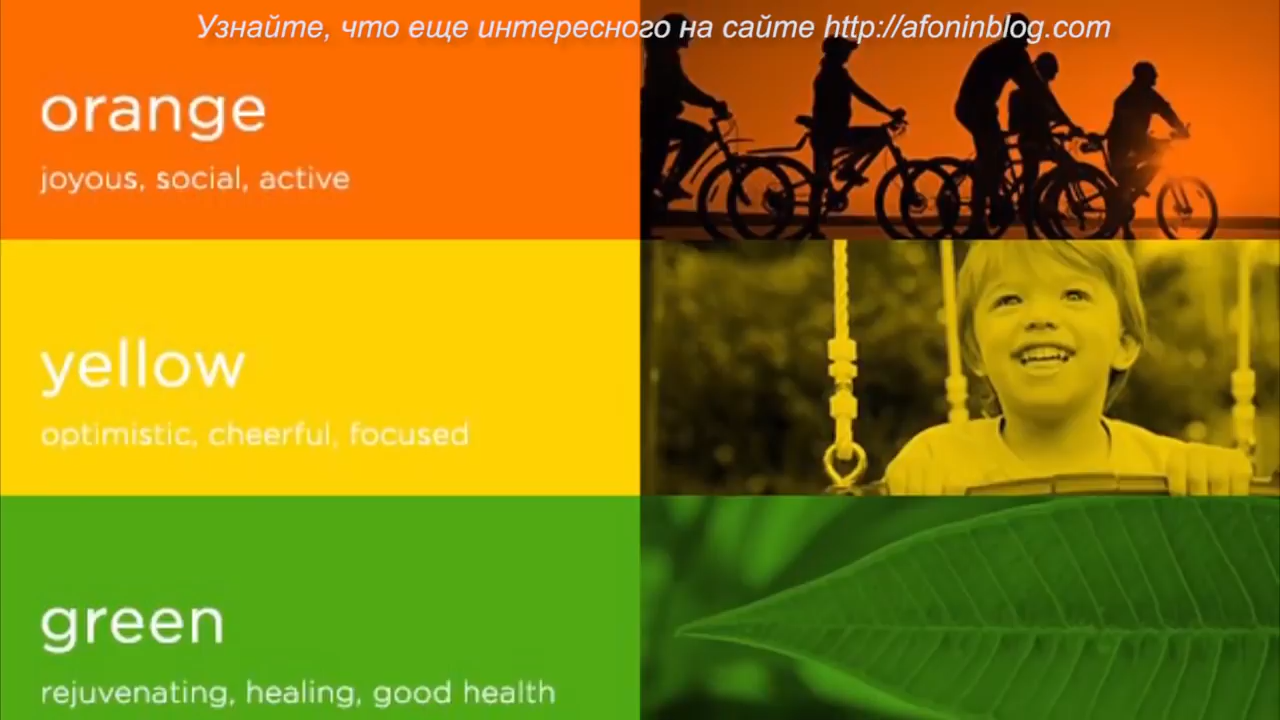 Узнайте, что еще интересного на сайте http://afoninblog.com
orange
joyous, social, active
yellow
optimistic, cheerful, focused
green
rejuvenating, healing, good health